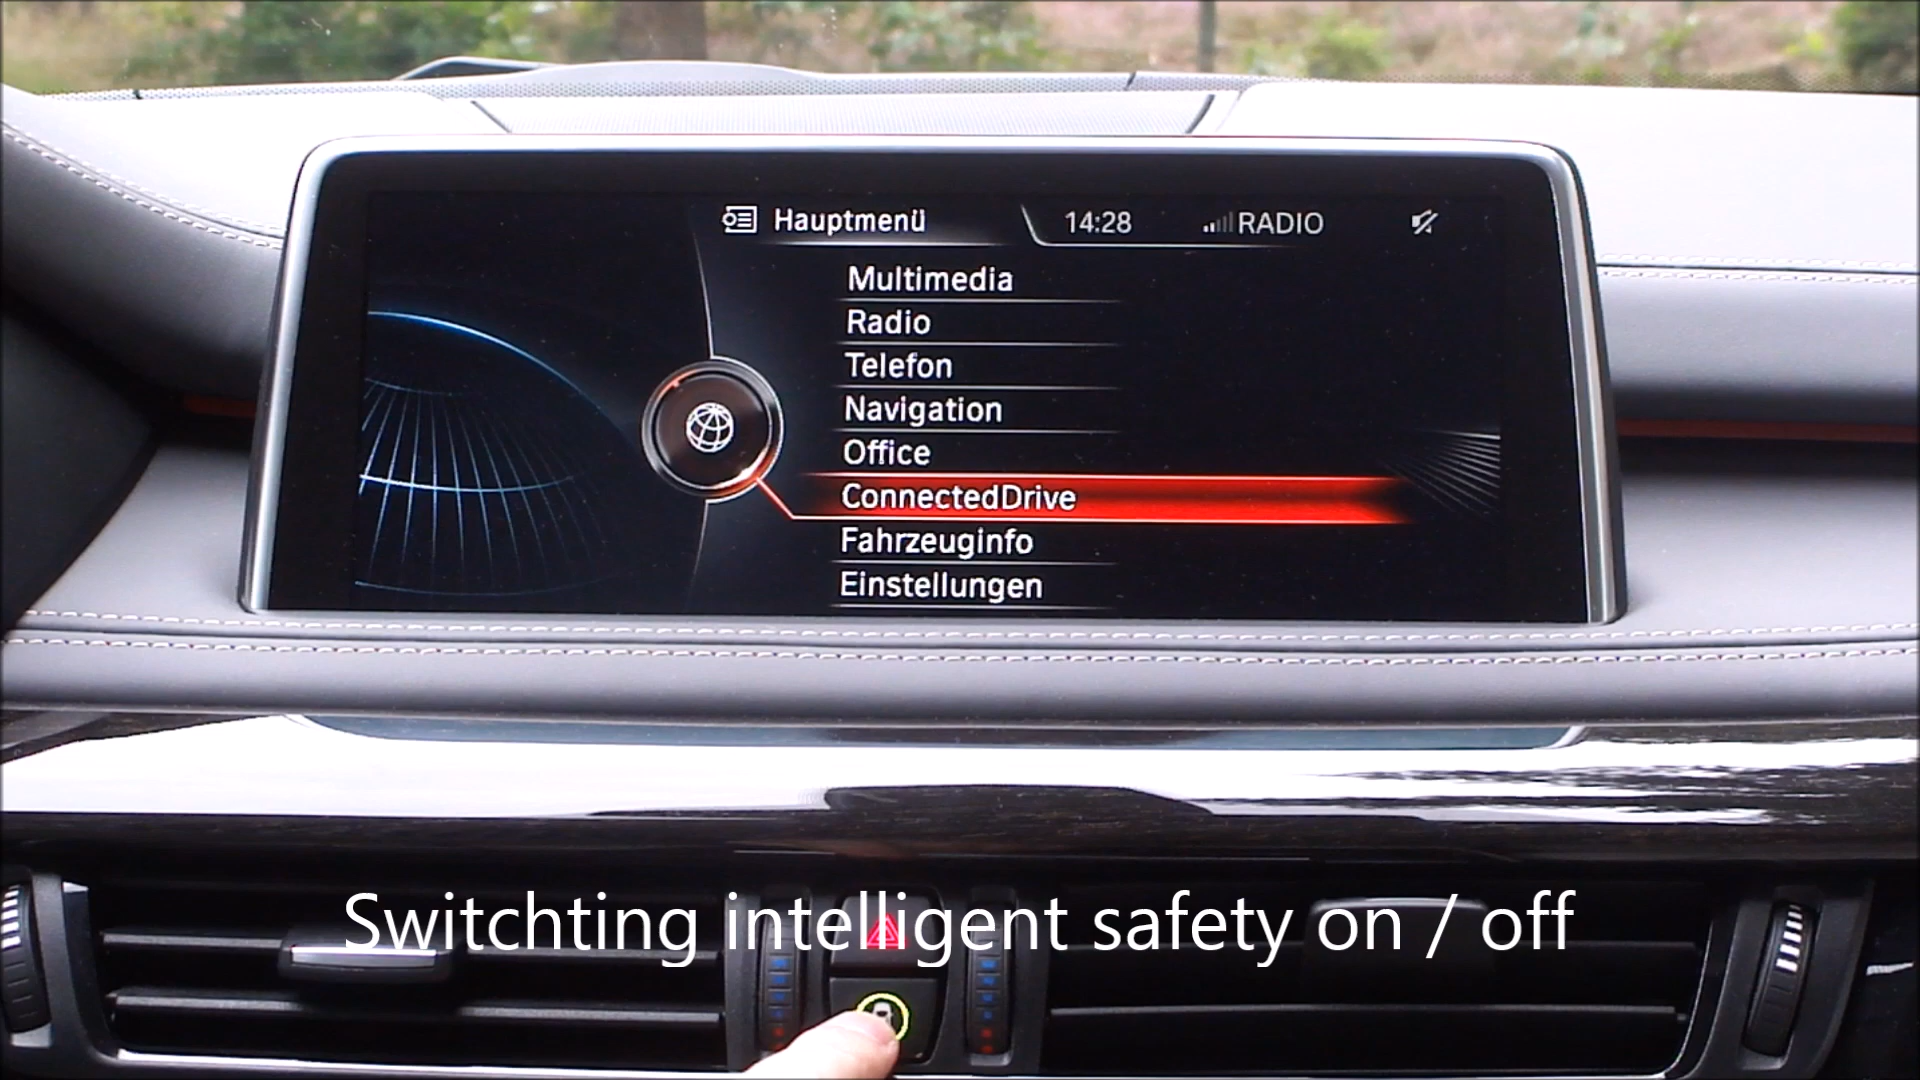 Hauptmenü 14:28 RADIO
Multimedia
Radio
Telefon
Navigation
Office
ConnectedDrive
Fahrzeuginfo
Einstellungen
Switchting intelligent safety on / off